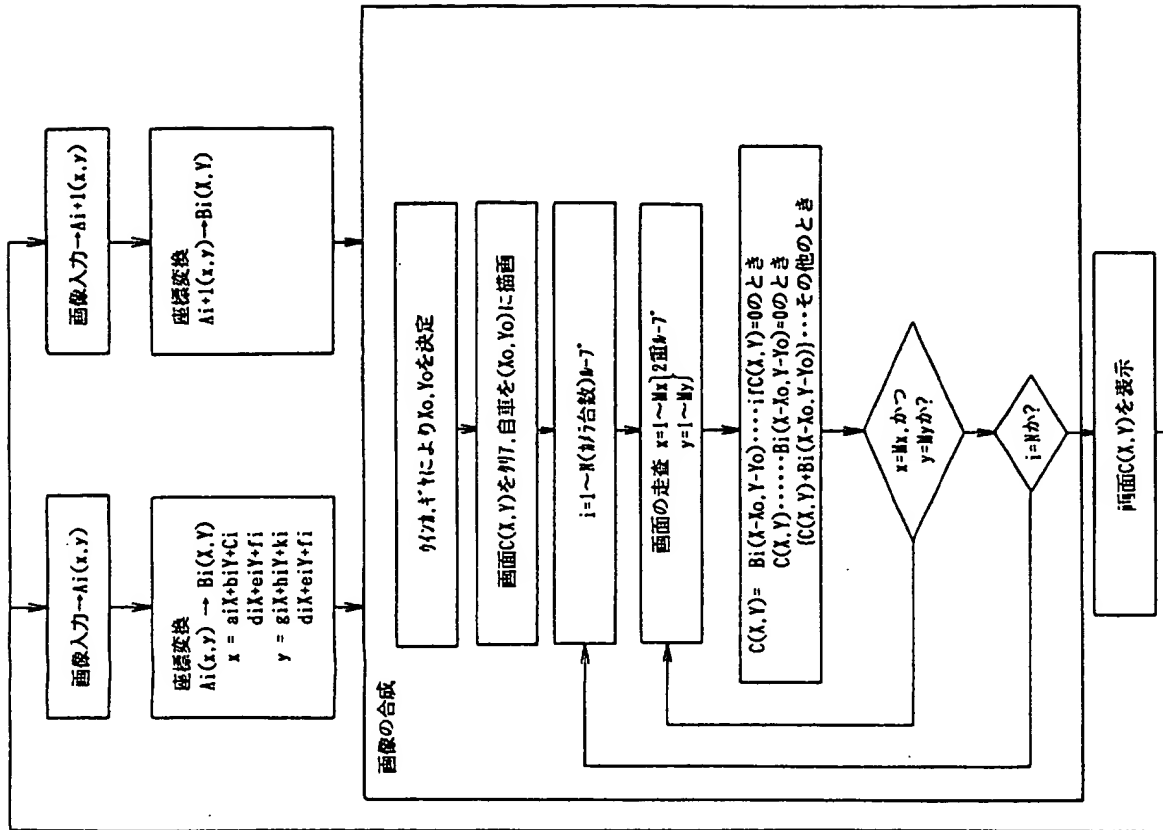 画像入力→Ai(x,y)
座標変換
Ai(x,y) → Bi(X,Y)
x = aiX+biY+Ci
diX+eiY+fi
y = giX+hiY+ki
diX+eiY+fi
画像入力→Ai+1(x,y)
座標変換
Ai+1(x,y)→Bi(X,Y)
画像の合成
ウインカ,ギヤによりXo,Yoを決定
画面C(X,Y)をクリア,自車を(Xo,Yo)に描画
i=1〜N(カメラ台数)ループ
画面の走査 x=1〜Mx}2重ループ
y=1〜My
C(X,Y)= Bi(X-Xo,Y-Yo)‥‥ifC(X,Y)=0のとき
C(X,Y)‥‥‥Bi(X-Xo,Y-Yo)=0のとき
{C(X,Y)+Bi(X-Xo,Y-Yo)}‥‥その他のとき
x=Mx,かつ
y=Myか?
i=Nか?
画面C(X,Y)を表示